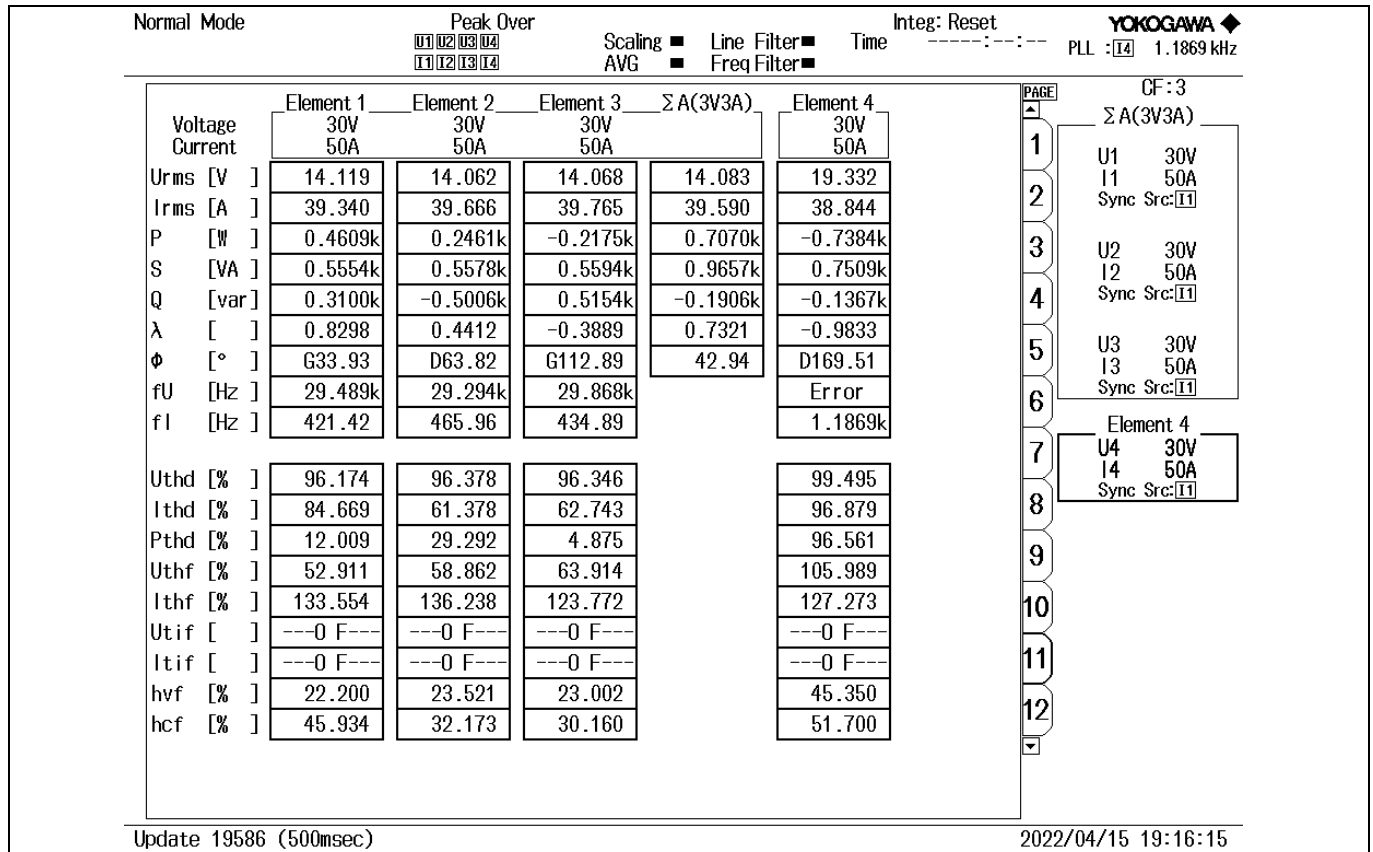 Normal Mode Peak Over Integ: Reset YOKOGAWA ◆
U1 U2 U3 U4 Scaling ■ Line Filter■ Time -----:--:-- PLL :I4 1.1869 kHz
I1 I2 I3 I4 AVG ■ Freq Filter■
Element 1 Element 2 Element 3 ΣA(3V3A) Element 4
Voltage 30V 30V 30V 30V
Current 50A 50A 50A 50A
Urms [V ] 14.119 14.062 14.068 14.083 19.332
Irms [A ] 39.340 39.666 39.765 39.590 38.844
P [W ] 0.4609k 0.2461k -0.2175k 0.7070k -0.7384k
S [VA ] 0.5554k 0.5578k 0.5594k 0.9657k 0.7509k
Q [var] 0.3100k -0.5006k 0.5154k -0.1906k -0.1367k
λ [ ] 0.8298 0.4412 -0.3889 0.7321 -0.9833
Φ [° ] G33.93 D63.82 G112.89 42.94 D169.51
fU [Hz ] 29.489k 29.294k 29.868k Error
fI [Hz ] 421.42 465.96 434.89 1.1869k
Uthd [% ] 96.174 96.378 96.346 99.495
Ithd [% ] 84.669 61.378 62.743 96.879
Pthd [% ] 12.009 29.292 4.875 96.561
Uthf [% ] 52.911 58.862 63.914 105.989
Ithf [% ] 133.554 136.238 123.772 127.273
Utif [ ] ---O F--- ---O F--- ---O F--- ---O F---
Itif [ ] ---O F--- ---O F--- ---O F--- ---O F---
hvf [% ] 22.200 23.521 23.002 45.350
hcf [% ] 45.934 32.173 30.160 51.700
PAGE
1
2
3
4
5
6
7
8
9
10
11
12
CF:3
ΣA(3V3A)
U1 30V
I1 50A
Sync Src:I1
U2 30V
I2 50A
Sync Src:I1
U3 30V
I3 50A
Sync Src:I1
Element 4
U4 30V
I4 50A
Sync Src:I1
Update 19586 (500msec) 2022/04/15 19:16:15